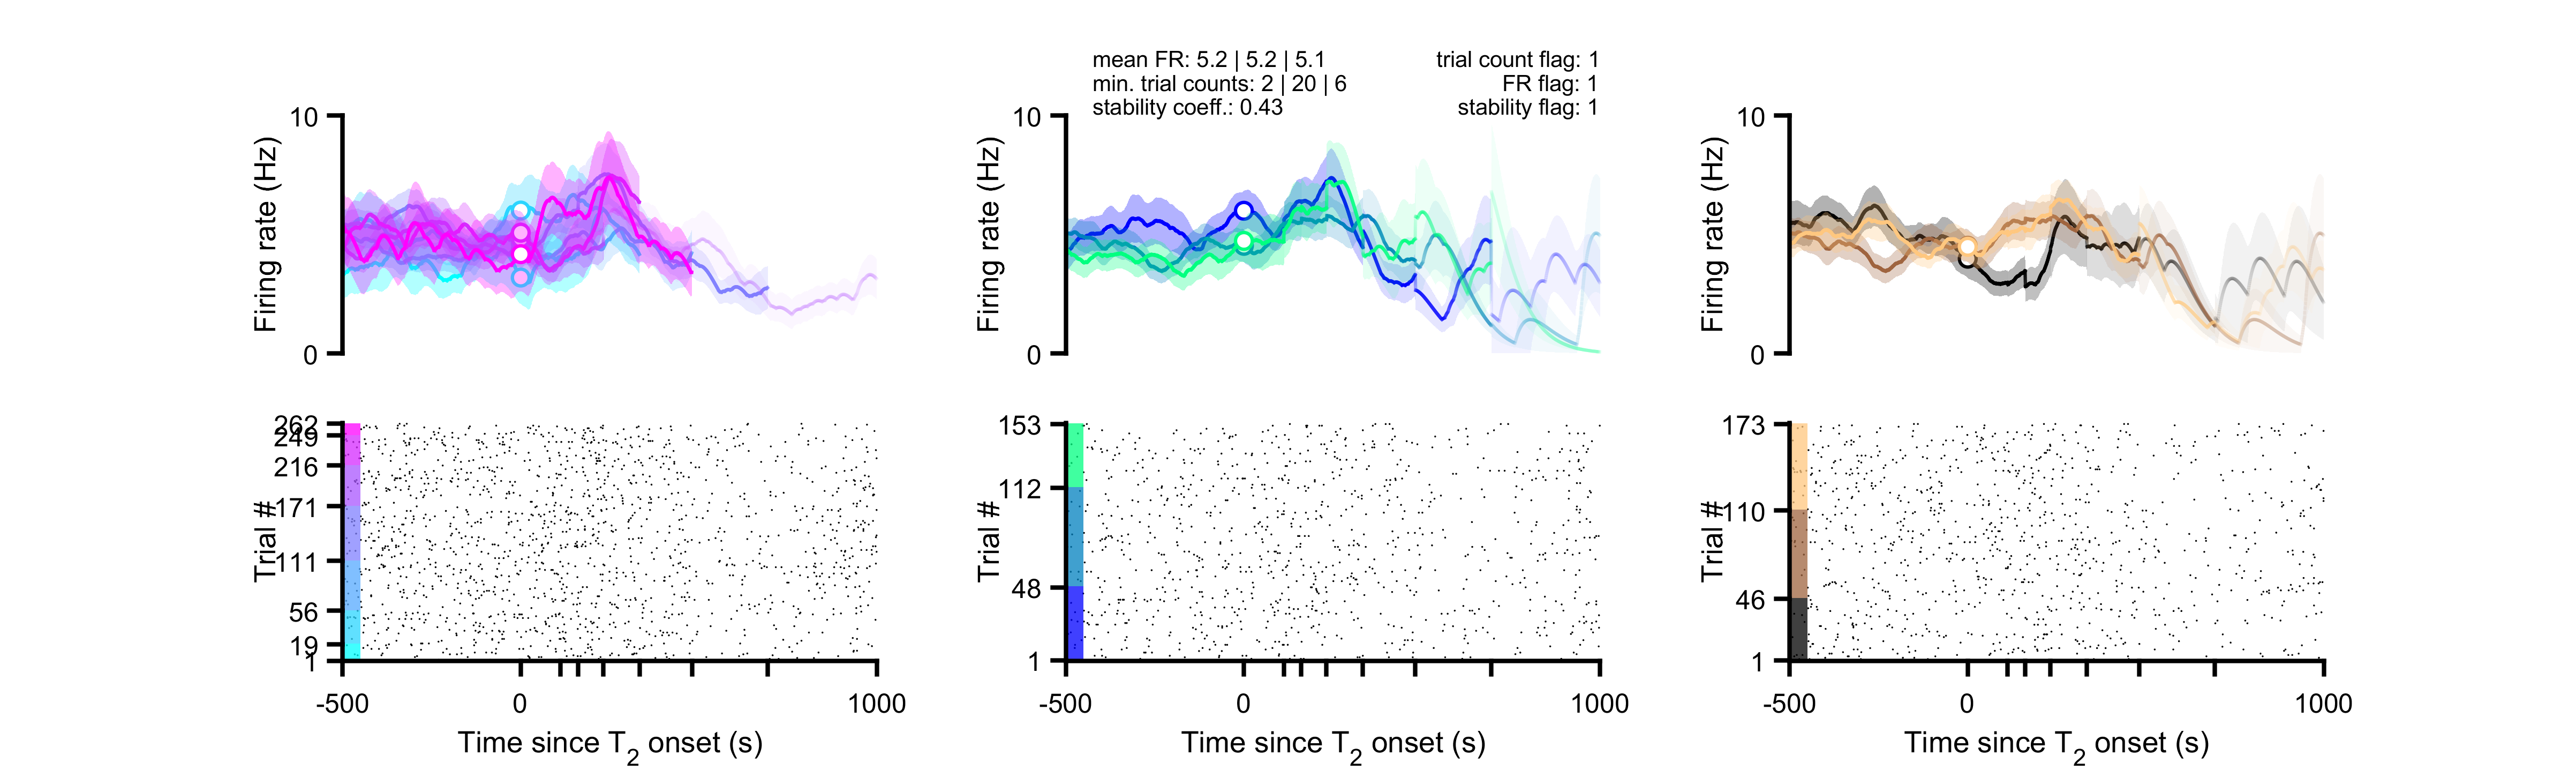 mean FR: 5.2 | 5.2 | 5.1
min. trial counts: 2 | 20 | 6
stability coeff.: 0.43
trial count flag: 1
FR flag: 1
stability flag: 1
10
0
Firing rate (Hz)
10
0
Firing rate (Hz)
10
0
Firing rate (Hz)
262
249
216
171
111
56
19
1
Trial #
-500
0
1000
Time since T2 onset (s)
153
112
48
1
Trial #
-500
0
1000
Time since T2 onset (s)
173
110
46
1
Trial #
-500
0
1000
Time since T2 onset (s)